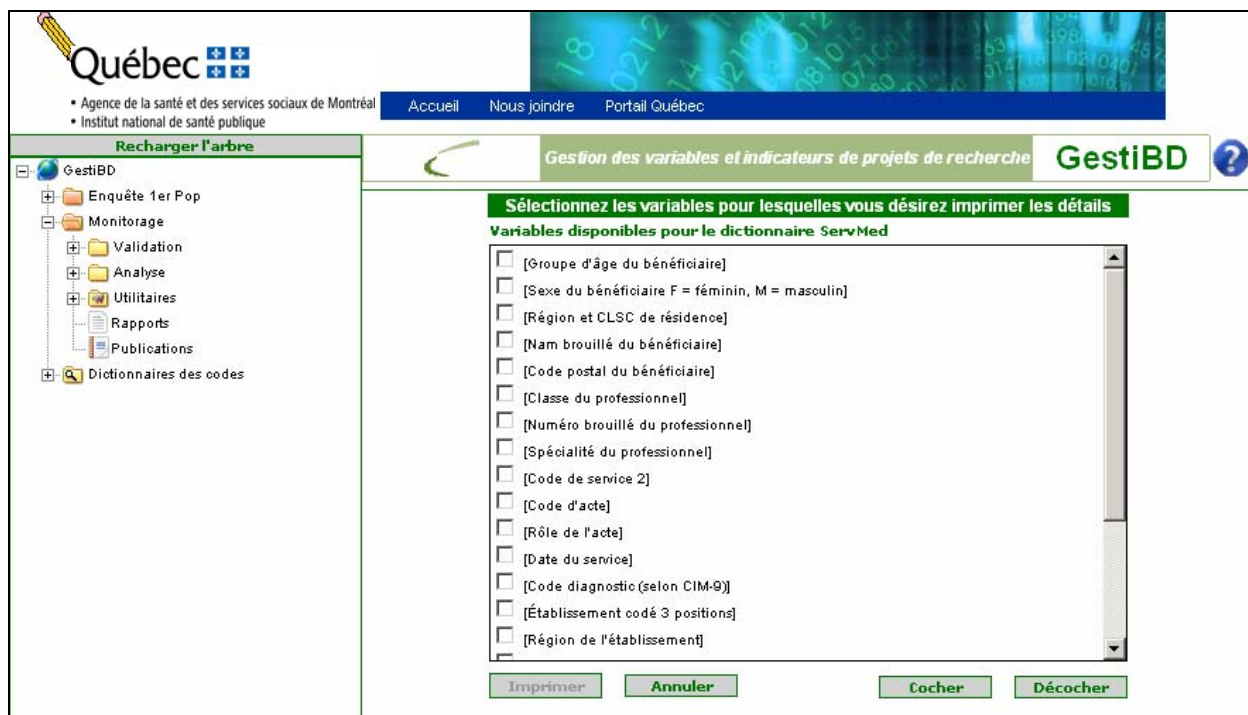 Québec
• Agence de la santé et des services sociaux de Montréal
• Institut national de santé publique
Accueil Nous joindre Portail Québec
Recharger l'arbre
GestiBD
Enquête 1er Pop
Monitorage
Validation
Analyse
Utilitaires
Rapports
Publications
Dictionnaires des codes
Gestion des variables et indicateurs de projets de recherche
GestiBD
?
Sélectionnez les variables pour lesquelles vous désirez imprimer les détails
Variables disponibles pour le dictionnaire ServMed
[Groupe d'âge du bénéficiaire]
[Sexe du bénéficiaire F = féminin, M = masculin]
[Région et CLSC de résidence]
[Nam brouillé du bénéficiaire]
[Code postal du bénéficiaire]
[Classe du professionnel]
[Numéro brouillé du professionnel]
[Spécialité du professionnel]
[Code de service 2]
[Code d'acte]
[Rôle de l'acte]
[Date du service]
[Code diagnostic (selon CIM-9)]
[Établissement codé 3 positions]
[Région de l'établissement]
Imprimer Annuler Cocher Décocher